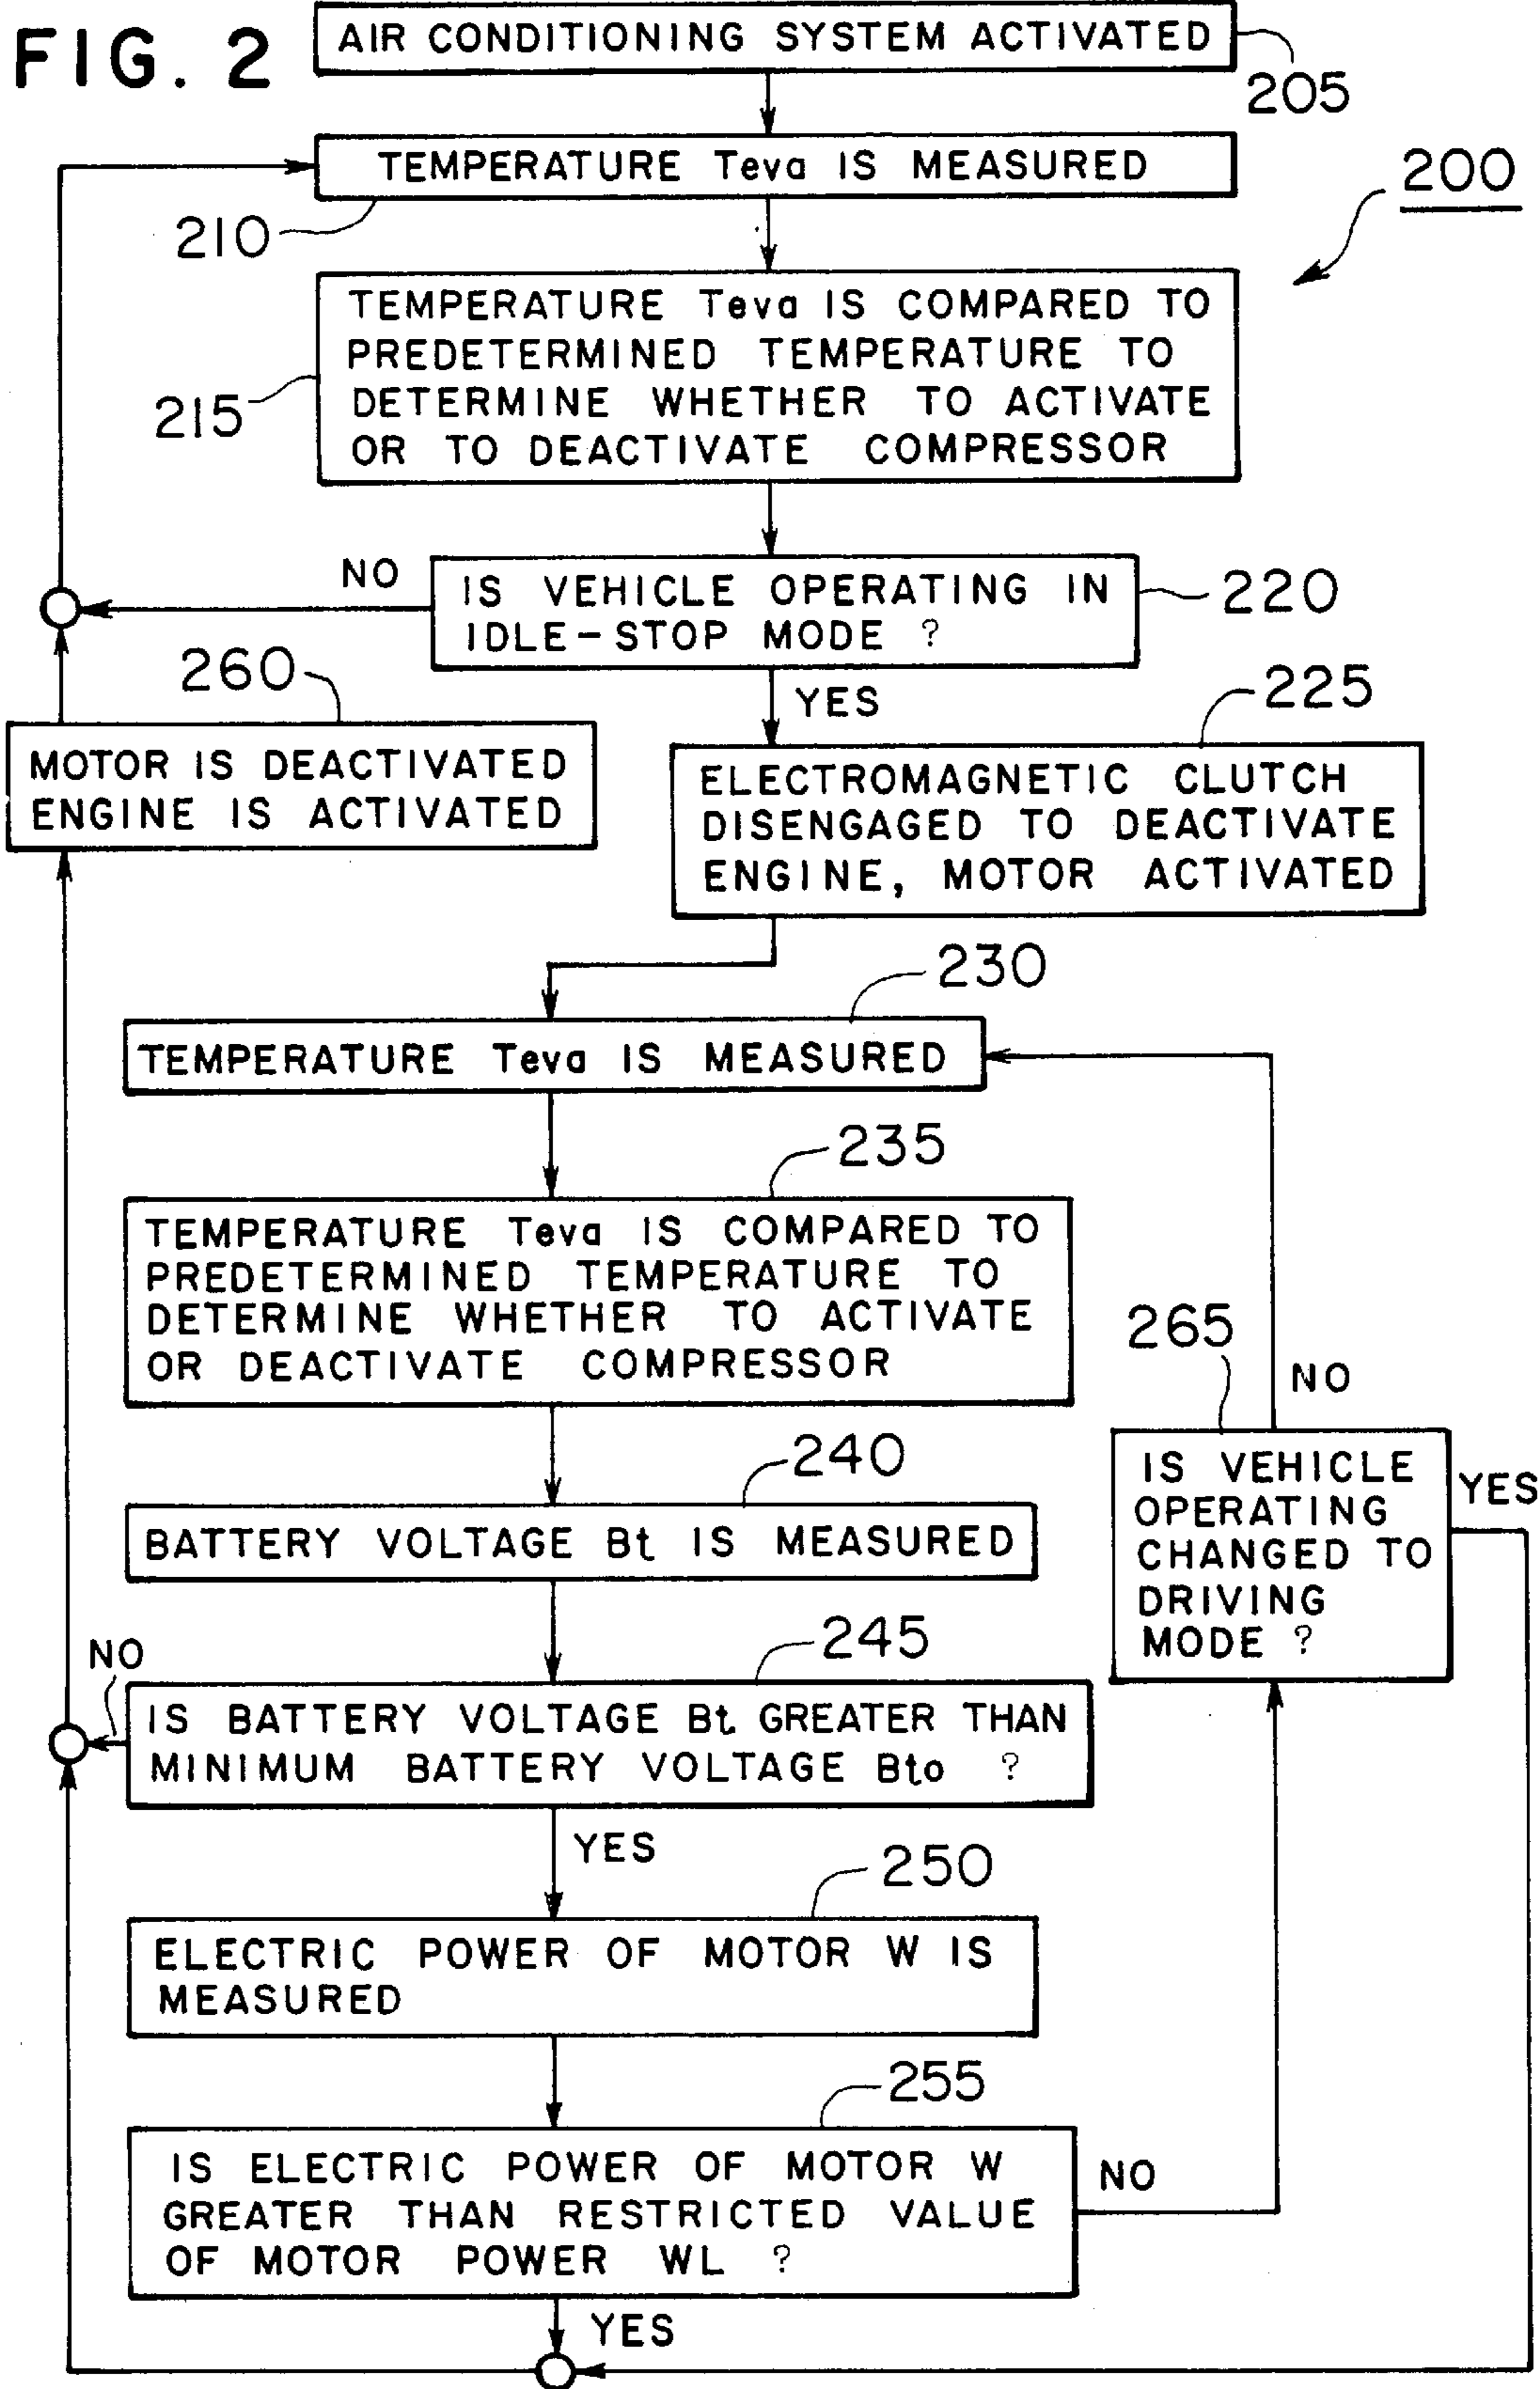 FIG. 2
AIR CONDITIONING SYSTEM ACTIVATED
205
TEMPERATURE Teva IS MEASURED
200
210
TEMPERATURE Teva IS COMPARED TO
PREDETERMINED TEMPERATURE TO
DETERMINE WHETHER TO ACTIVATE
OR TO DEACTIVATE COMPRESSOR
215
NO
IS VEHICLE OPERATING IN
IDLE-STOP MODE ?
220
260
YES
225
MOTOR IS DEACTIVATED
ENGINE IS ACTIVATED
ELECTROMAGNETIC CLUTCH
DISENGAGED TO DEACTIVATE
ENGINE, MOTOR ACTIVATED
230
TEMPERATURE Teva IS MEASURED
235
TEMPERATURE Teva IS COMPARED TO
PREDETERMINED TEMPERATURE TO
DETERMINE WHETHER TO ACTIVATE
OR DEACTIVATE COMPRESSOR
265
NO
240
IS VEHICLE
OPERATING
CHANGED TO
DRIVING
MODE ?
YES
BATTERY VOLTAGE Bt IS MEASURED
245
NO
IS BATTERY VOLTAGE Bt GREATER THAN
MINIMUM BATTERY VOLTAGE Bto ?
YES
250
ELECTRIC POWER OF MOTOR W IS
MEASURED
255
IS ELECTRIC POWER OF MOTOR W
GREATER THAN RESTRICTED VALUE
OF MOTOR POWER WL ?
NO
YES